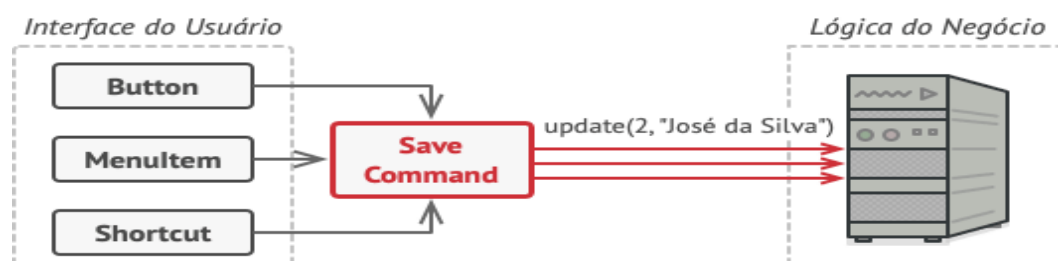 Interface do Usuário
Lógica do Negócio
Button
MenuItem
Shortcut
Save
Command
update(2, "José da Silva")